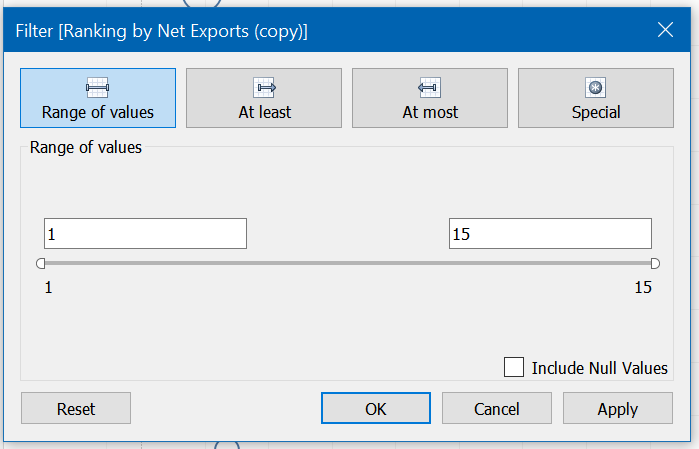 Filter [Ranking by Net Exports (copy)]
Range of values At least At most Special
Range of values
1 15
1 15
Include Null Values
Reset OK Cancel Apply